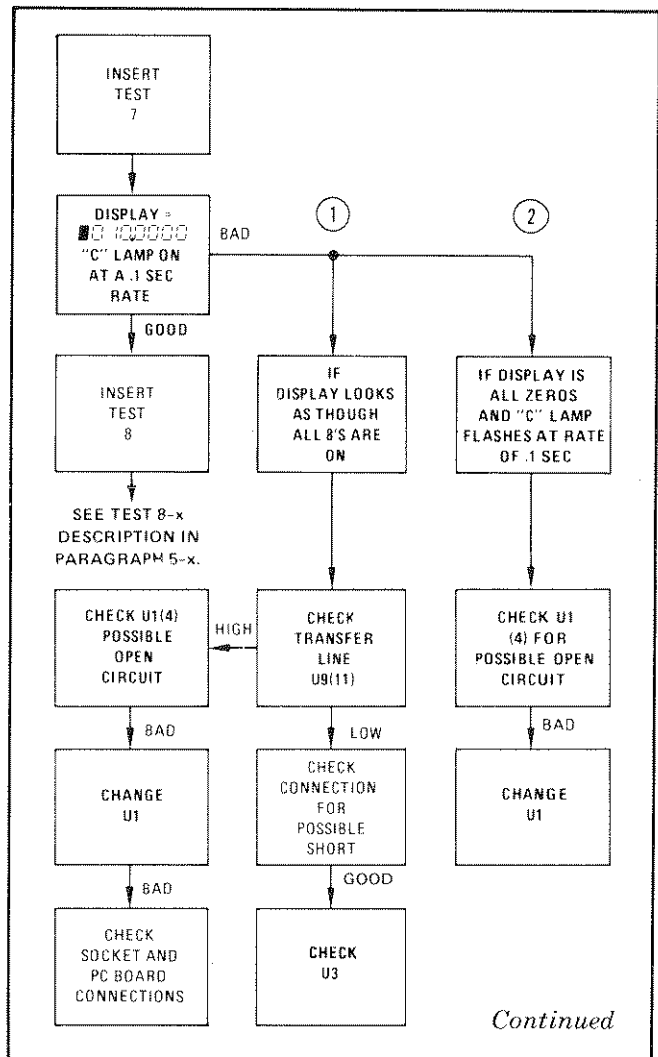 INSERT
TEST
7
DISPLAY =
010.0000
"C" LAMP ON
AT A .1 SEC
RATE
BAD
1
2
GOOD
INSERT
TEST
8
IF
DISPLAY LOOKS
AS THOUGH
ALL 8'S ARE
ON
IF DISPLAY IS
ALL ZEROS
AND "C" LAMP
FLASHES AT RATE
OF .1 SEC
SEE TEST 8-x
DESCRIPTION IN
PARAGRAPH 5-x.
CHECK U1(4)
POSSIBLE
OPEN
CIRCUIT
HIGH
CHECK
TRANSFER
LINE
U9(11)
CHECK U1
(4) FOR
POSSIBLE OPEN
CIRCUIT
BAD
LOW
BAD
CHANGE
U1
CHECK
CONNECTION
FOR
POSSIBLE
SHORT
CHANGE
U1
BAD
GOOD
CHECK
SOCKET AND
PC BOARD
CONNECTIONS
CHECK
U3
Continued